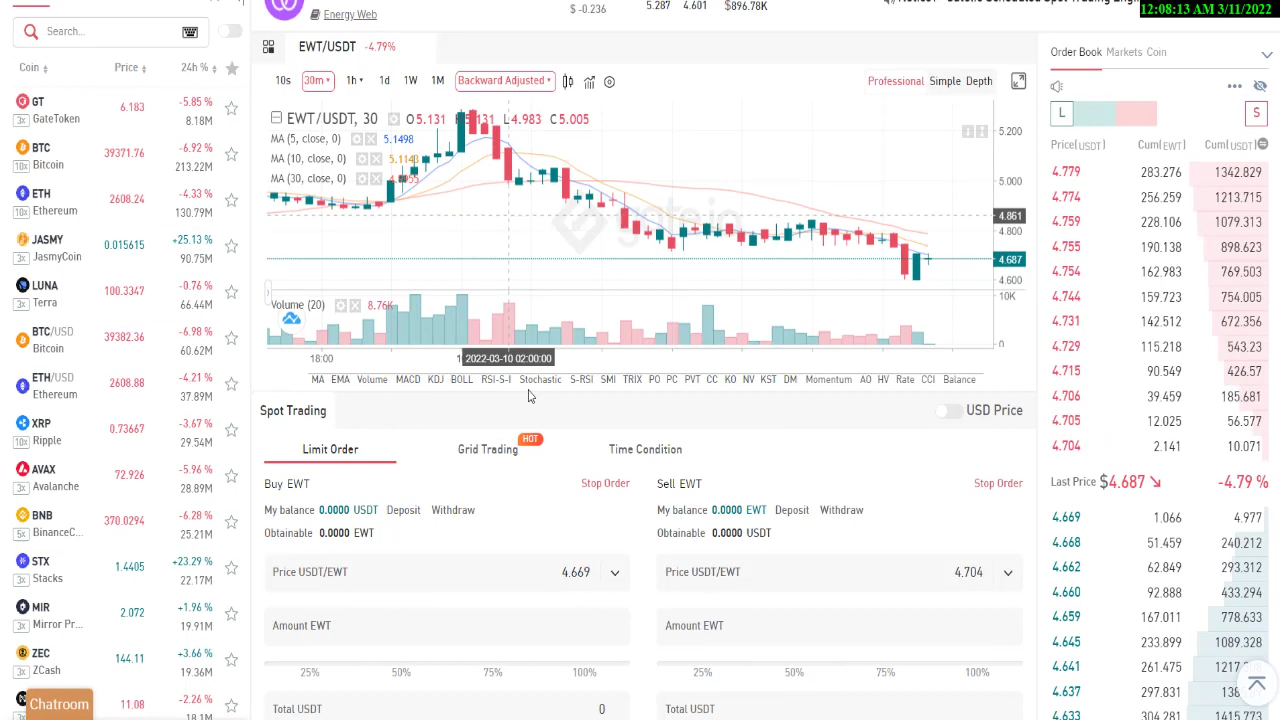 12:08:13 AM 3/11/2022
Energy Web
$ -0.236
5.287 4.601 $896.78K
Search...
Coin Price 24h %
GT 6.183 -5.85 %
3x GateToken 8.18M
BTC 39371.76 -6.92 %
10x Bitcoin 213.22M
ETH 2608.24 -4.33 %
10x Ethereum 130.79M
JASMY 0.015615 +25.13 %
3x JasmyCoin 90.75M
LUNA 100.3347 -0.76 %
3x Terra 66.44M
BTC/USD 39382.36 -6.98 %
Bitcoin 60.62M
ETH/USD 2608.88 -4.21 %
Ethereum 37.89M
XRP 0.73667 -3.67 %
10x Ripple 29.54M
AVAX 72.926 -5.96 %
3x Avalanche 28.89M
BNB 370.0294 -6.28 %
5x BinanceC... 25.21M
STX 1.4405 +23.29 %
3x Stacks 22.17M
MIR 2.072 +1.96 %
3x Mirror Pr... 19.91M
ZEC 144.11 +3.66 %
3x ZCash 19.36M
11.08 -2.26 %
Chatroom 18.1M
EWT/USDT -4.79%
10s 30m 1h 1d 1W 1M Backward Adjusted
Professional Simple Depth
EWT/USDT, 30 O 5.131 5.131 L 4.983 C 5.005
MA (5, close, 0) 5.1498
MA (10, close, 0) 5.1143
MA (30, close, 0)
gate.io
5.200
5.000
4.861
4.800
4.687
4.600
Volume (20) 8.76K
10K
0
18:00 2022-03-10 02:00:00
MA EMA Volume MACD KDJ BOLL RSI-S-I Stochastic S-RSI SMI TRIX PO PC PVT CC KO NV KST DM Momentum AO HV Rate CCI Balance
Spot Trading USD Price
Limit Order Grid Trading HOT Time Condition
Buy EWT Stop Order
My balance 0.0000 USDT Deposit Withdraw
Obtainable 0.0000 EWT
Price USDT/EWT 4.669
Amount EWT
25% 50% 75% 100%
Total USDT 0
Sell EWT Stop Order
My balance 0.0000 EWT Deposit Withdraw
Obtainable 0.0000 USDT
Price USDT/EWT 4.704
Amount EWT
25% 50% 75% 100%
Total USDT
Order Book Markets Coin
L S
Price(USDT) Cum(EWT) Cum(USDT)
4.779 283.276 1342.829
4.774 256.259 1213.715
4.759 228.106 1079.313
4.755 190.138 898.623
4.754 162.983 769.503
4.744 159.723 754.005
4.731 142.512 672.356
4.729 115.218 543.23
4.715 90.549 426.57
4.706 39.459 185.681
4.705 12.025 56.577
4.704 2.141 10.071
Last Price $4.687 -4.79 %
4.669 1.066 4.977
4.668 51.459 240.212
4.662 62.849 293.312
4.660 92.888 433.294
4.659 167.011 778.633
4.645 233.899 1089.328
4.641 261.475
4.637 297.831
4.633 304.281 1415.773